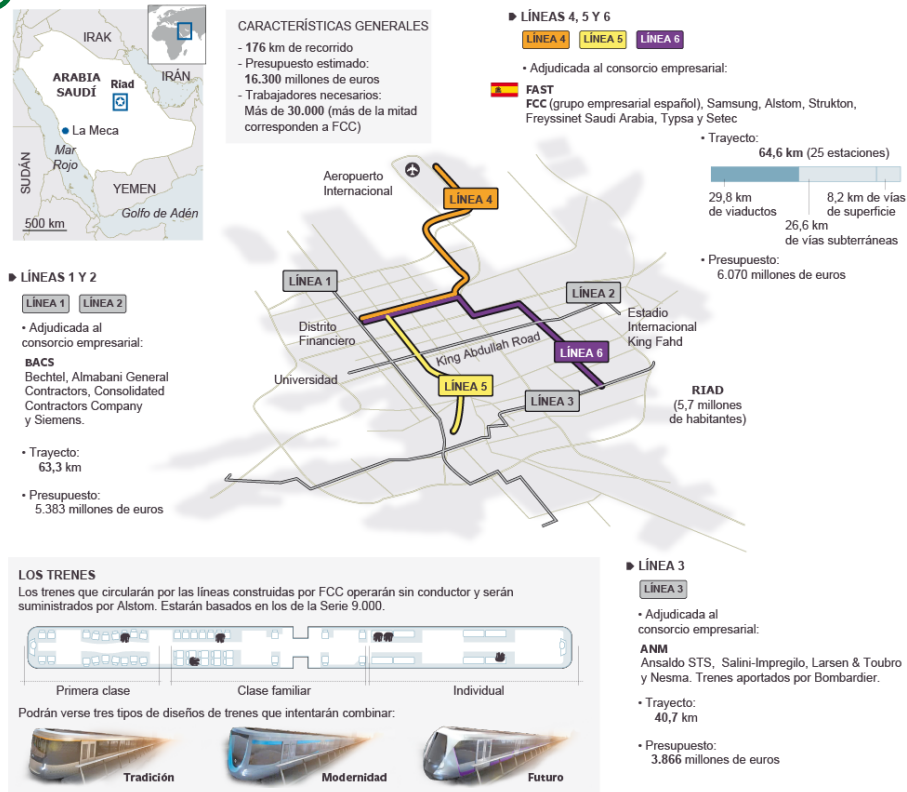 IRAK
ARABIA
SAUDÍ
Riad
IRÁN
La Meca
Mar
Rojo
SUDÁN
YEMEN
Golfo de Adén
500 km
CARACTERÍSTICAS GENERALES
- 176 km de recorrido
- Presupuesto estimado:
16.300 millones de euros
- Trabajadores necesarios:
Más de 30.000 (más de la mitad
corresponden a FCC)
LÍNEAS 4, 5 Y 6
LÍNEA 4 LÍNEA 5 LÍNEA 6
• Adjudicada al consorcio empresarial:
FAST
FCC (grupo empresarial español), Samsung, Alstom, Strukton,
Freyssinet Saudi Arabia, Typsa y Setec
• Trayecto:
64,6 km (25 estaciones)
29,8 km
de viaductos
26,6 km
de vías subterráneas
8,2 km de vías
de superficie
• Presupuesto:
6.070 millones de euros
Aeropuerto
Internacional
LÍNEA 4
LÍNEA 1
LÍNEA 2
Distrito
Financiero
Estadio
Internacional
King Fahd
King Abdullah Road
LÍNEA 6
Universidad
LÍNEA 5
LÍNEA 3
RIAD
(5,7 millones
de habitantes)
LÍNEAS 1 Y 2
LÍNEA 1 LÍNEA 2
• Adjudicada al
consorcio empresarial:
BACS
Bechtel, Almabani General
Contractors, Consolidated
Contractors Company
y Siemens.
• Trayecto:
63,3 km
• Presupuesto:
5.383 millones de euros
LOS TRENES
Los trenes que circularán por las líneas construidas por FCC operarán sin conductor y serán
suministrados por Alstom. Estarán basados en los de la Serie 9.000.
Primera clase
Clase familiar
Individual
Podrán verse tres tipos de diseños de trenes que intentarán combinar:
Tradición
Modernidad
Futuro
LÍNEA 3
LÍNEA 3
• Adjudicada al
consorcio empresarial:
ANM
Ansaldo STS, Salini-Impregilo, Larsen & Toubro
y Nesma. Trenes aportados por Bombardier.
• Trayecto:
40,7 km
• Presupuesto:
3.866 millones de euros